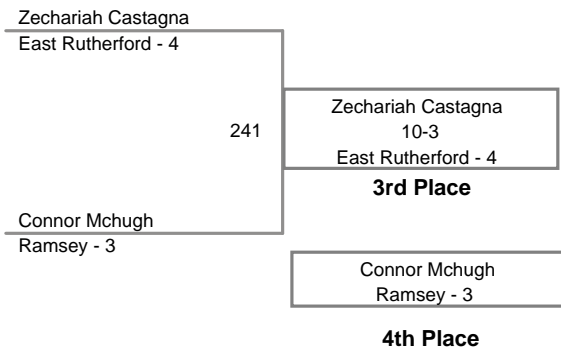 Zechariah Castagna
East Rutherford - 4
241
Zechariah Castagna
10-3
East Rutherford - 4
3rd Place
Connor Mchugh
Ramsey - 3
Connor Mchugh
Ramsey - 3
4th Place